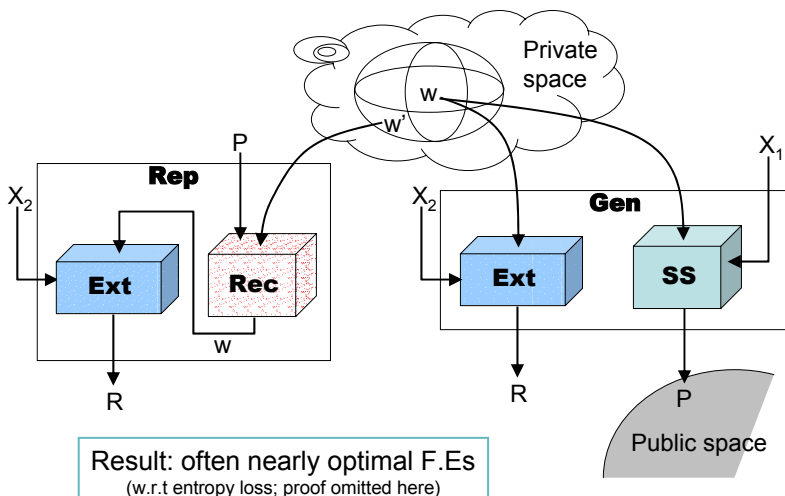 Private
space
w
w'
P
X1
Rep
X2
X2
Gen
Ext
Rec
Ext
SS
w
R
R
P
Public space
Result: often nearly optimal F.Es
(w.r.t entropy loss; proof omitted here)